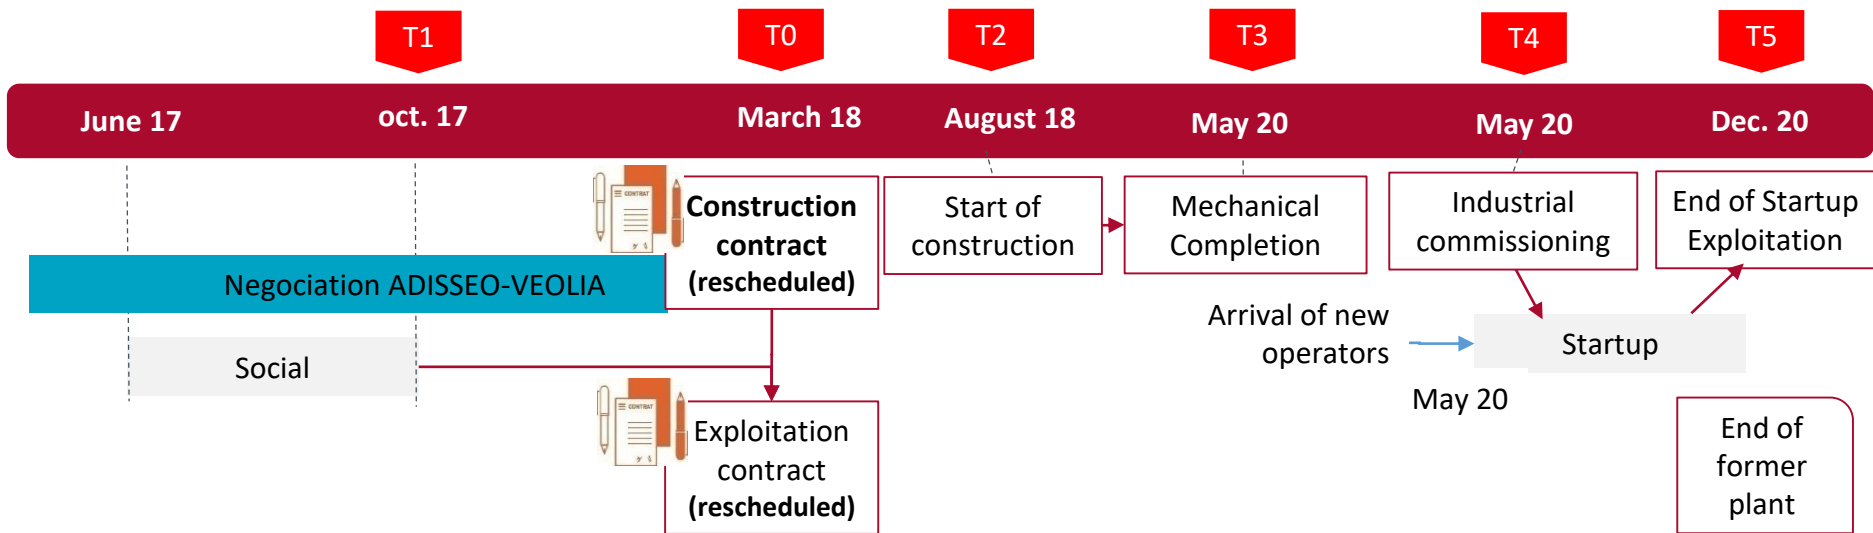 T1
T0
T2
T3
T4
T5
June 17
oct. 17
March 18
August 18
May 20
May 20
Dec. 20
CONTRAT
Construction
contract
(rescheduled)
Start of
construction
Mechanical
Completion
Industrial
commissioning
End of Startup
Exploitation
Negociation ADISSEO-VEOLIA
Social
Arrival of new
operators
Startup
May 20
CONTRAT
Exploitation
contract
(rescheduled)
End of
former
plant